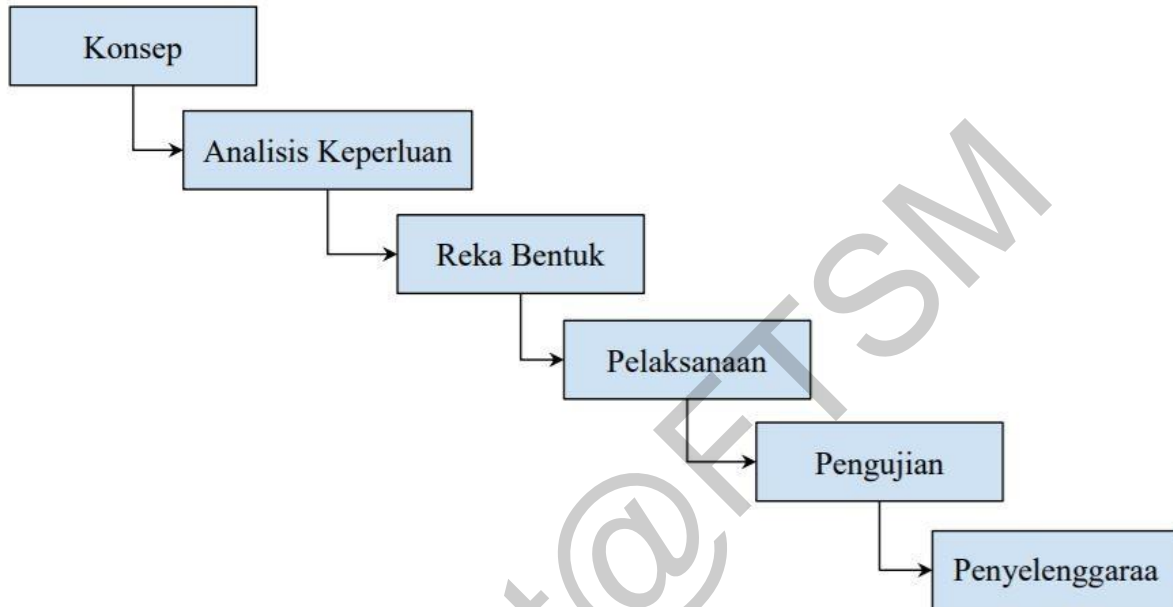 Konsep
Analisis Keperluan
Reka Bentuk
Pelaksanaan
Pengujian
Penyelenggaraa
t@FTSM